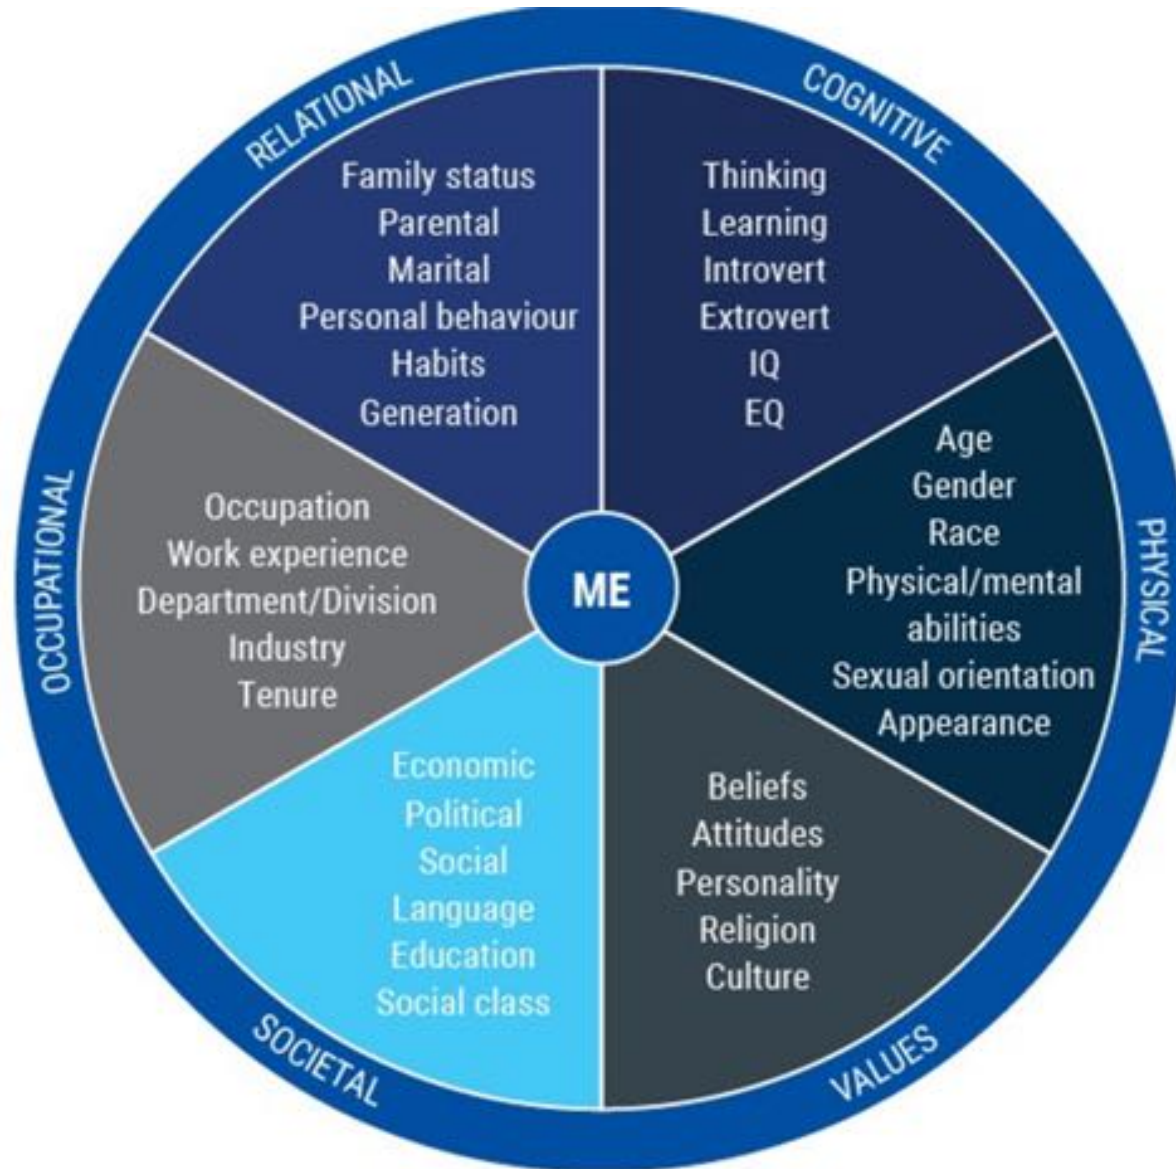 RELATIONAL
Family status
Parental
Marital
Personal behaviour
Habits
Generation
COGNITIVE
Thinking
Learning
Introvert
Extrovert
IQ
EQ
PHYSICAL
Age
Gender
Race
Physical/mental
abilities
Sexual orientation
Appearance
VALUES
Beliefs
Attitudes
Personality
Religion
Culture
SOCIETAL
Economic
Political
Social
Language
Education
Social class
OCCUPATIONAL
Occupation
Work experience
Department/Division
Industry
Tenure
ME